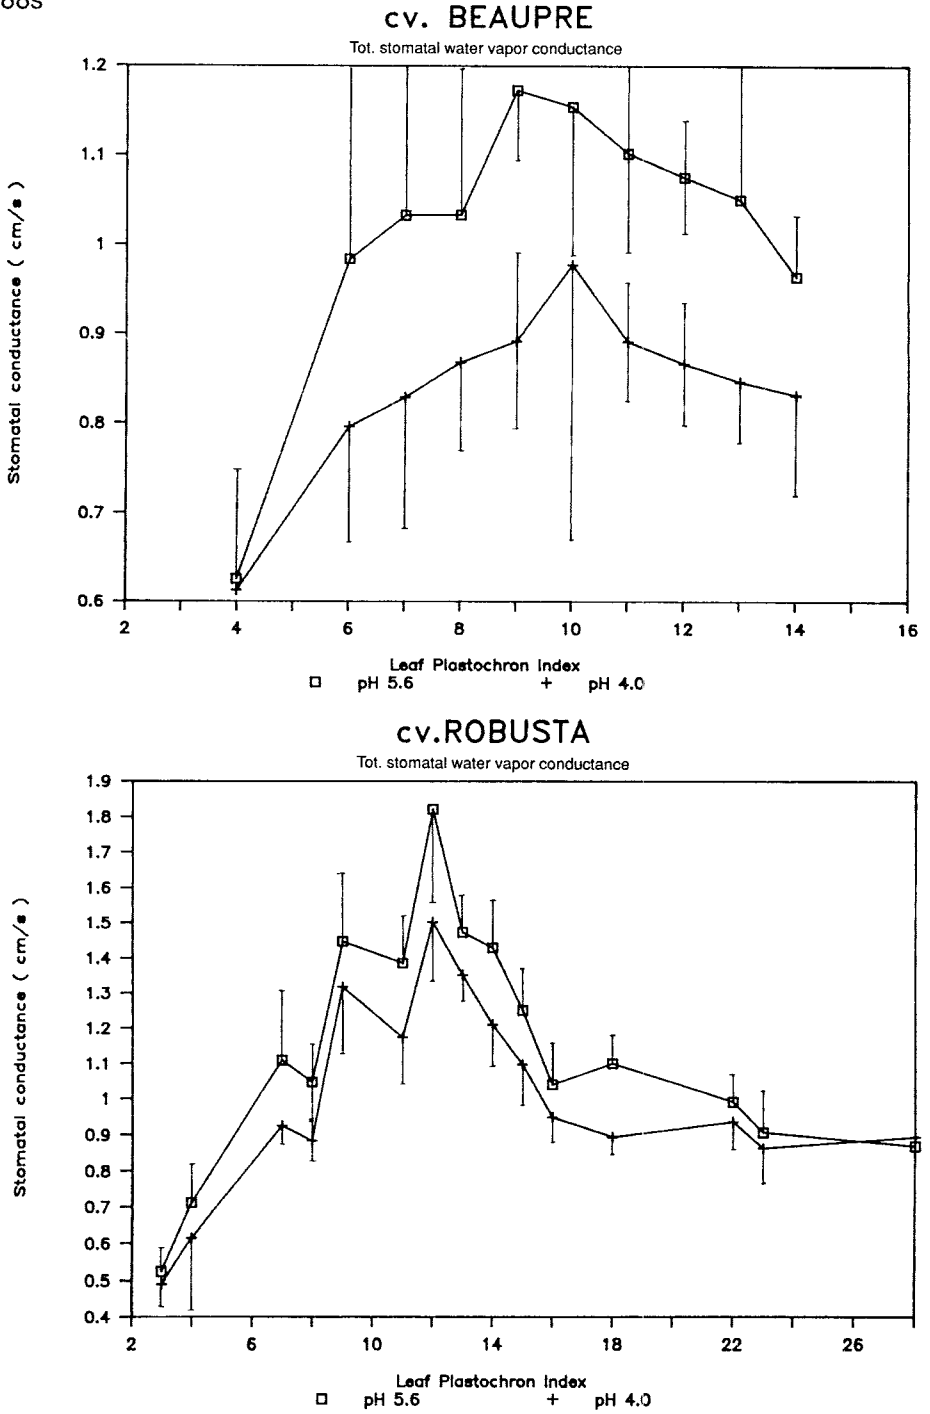 cv. BEAUPRE
Tot. stomatal water vapor conductance
1.2
1.1
1
0.9
0.8
0.7
0.6
Stomatal conductance ( cm/s )
2 4 6 8 10 12 14 16
Leaf Plastochron Index
pH 5.6 pH 4.0
cv.ROBUSTA
Tot. stomatal water vapor conductance
1.9
1.8
1.7
1.6
1.5
1.4
1.3
1.2
1.1
1
0.9
0.8
0.7
0.6
0.5
0.4
Stomatal conductance ( cm/s )
2 6 10 14 18 22 26
Leaf Plastochron Index
pH 5.6 pH 4.0